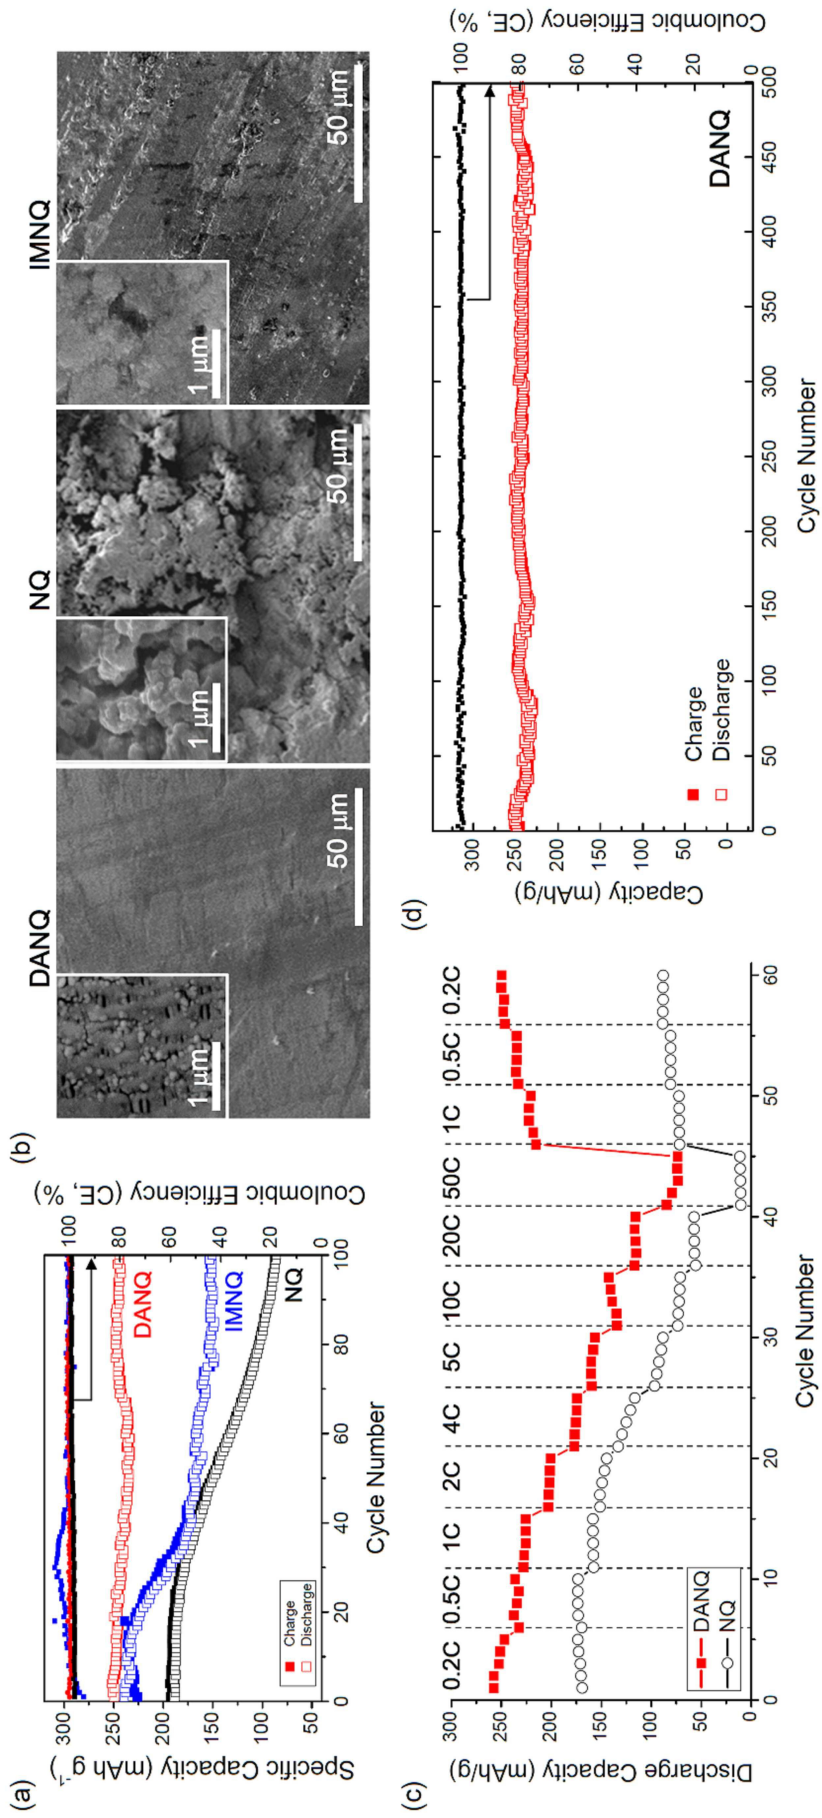 (a)
300
250
200
150
100
50
Specific Capacity (mAh g-1)
0 20 40 60 80 100
Cycle Number
100
80
60
40
20
0
Coulombic Efficiency (CE, %)
Charge
Discharge
DANQ
IMNQ
NQ
(b)
DANQ
1 μm
50 μm
NQ
1 μm
50 μm
IMNQ
1 μm
50 μm
(c)
300
250
200
150
100
50
0
Discharge Capacity (mAh/g)
0.2C 0.5C 1C 2C 4C 5C 10C 20C 50C 1C 0.5C 0.2C
DANQ
NQ
0 10 20 30 40 50 60
Cycle Number
(d)
300
250
200
150
100
50
0
Capacity (mAh/g)
Charge
Discharge
DANQ
0 50 100 150 200 250 300 350 400 450 500
Cycle Number
100
80
60
40
20
0
Coulombic Efficiency (CE, %)